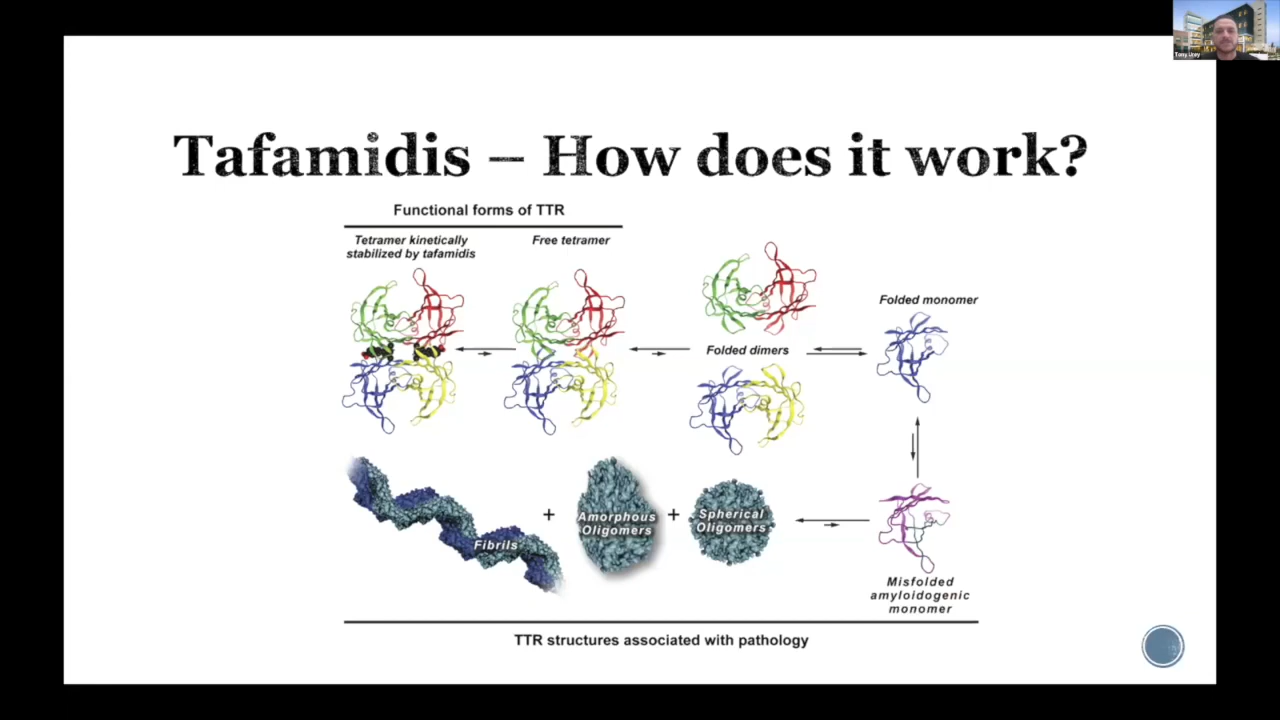 Tafamidis – How does it work?
Functional forms of TTR
Tetramer kinetically
stabilized by tafamidis
Free tetramer
Folded monomer
Folded dimers
Fibrils
+
Amorphous
Oligomers
+
Spherical
Oligomers
Misfolded
amyloidogenic
monomer
TTR structures associated with pathology